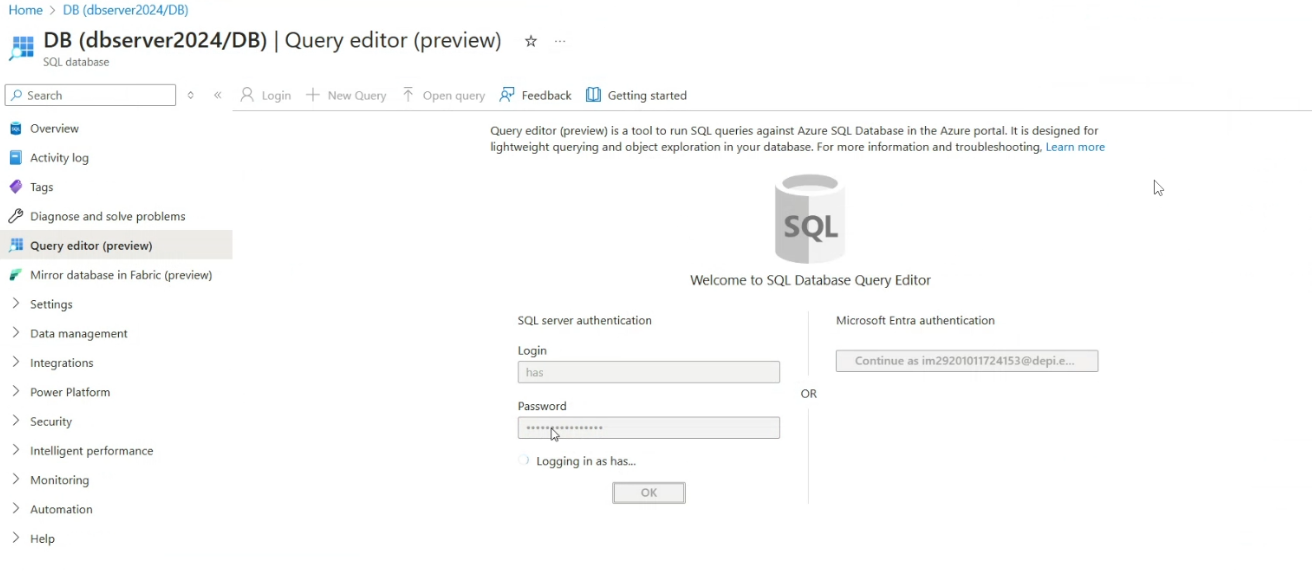 Home > DB (dbserver2024/DB)
DB (dbserver2024/DB) | Query editor (preview) ☆ ...
SQL database
Search
Login
New Query
Open query
Feedback
Getting started
Overview
Activity log
Tags
Diagnose and solve problems
Query editor (preview)
Mirror database in Fabric (preview)
Settings
Data management
Integrations
Power Platform
Security
Intelligent performance
Monitoring
Automation
Help
Query editor (preview) is a tool to run SQL queries against Azure SQL Database in the Azure portal. It is designed for
lightweight querying and object exploration in your database. For more information and troubleshooting, Learn more
SQL
Welcome to SQL Database Query Editor
SQL server authentication
Login
has
Password
••••••••••••••••
Logging in as has...
OK
OR
Microsoft Entra authentication
Continue as im29201011724153@depi.e...